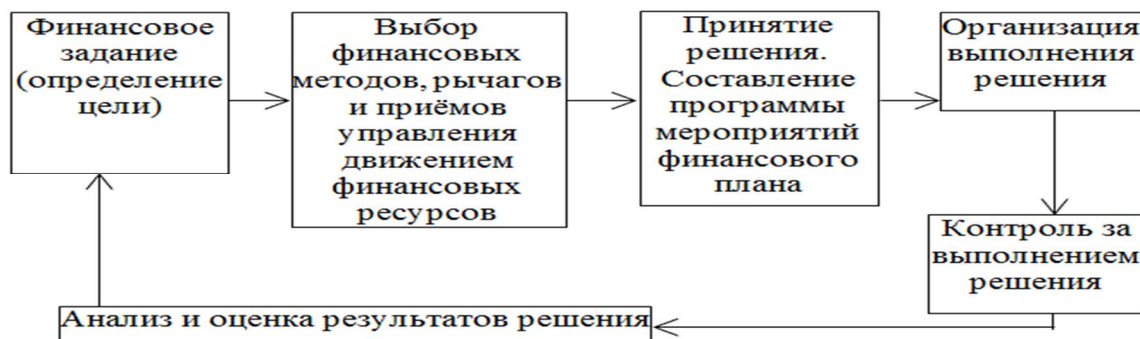 Финансовое
задание
(определение
цели)
Выбор
финансовых
методов, рычагов
и приёмов
управления
движением
финансовых
ресурсов
Принятие
решения.
Составление
программы
мероприятий
финансового
плана
Организация
выполнения
решения
Контроль за
выполнением
решения
Анализ и оценка результатов решения